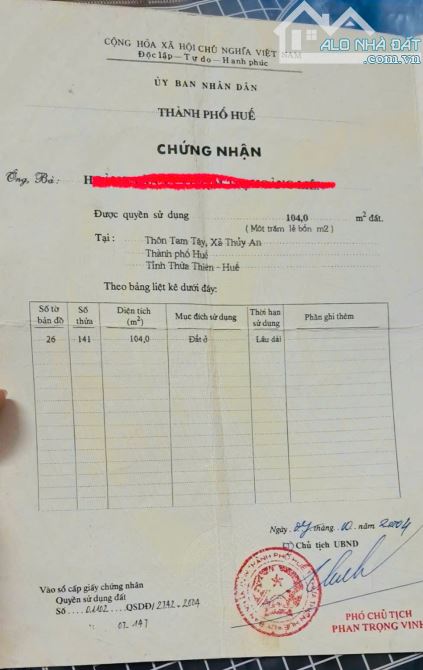 ALO NHÀ ĐẤT
.com.vn
CỘNG HÒA XÃ HỘI CHỦ NGHĨA VIỆT NAM
Độc lập - Tự do - Hạnh phúc
ỦY BAN NHÂN DÂN
THÀNH PHỐ HUẾ
CHỨNG NHẬN
Ông, Bà:
Được quyền sử dụng 104,0 m² đất.
( Một trăm lẻ bốn m2 )
Tại : Thôn Tam Tây, Xã Thủy An
Thành phố Huế
Tỉnh Thừa Thiên - Huế
Theo bảng liệt kê dưới đây:
Số tờ bản đồ Số thửa Diện tích (m²) Mục đích sử dụng Thời hạn sử dụng Phần ghi thêm
26 141 104,0 Đất ở Lâu dài
Ngày 27 tháng 10 năm 2004
Chủ tịch UBND
Vào sổ cấp giấy chứng nhận
Quyền sử dụng đất
Số 01102 QSDĐ/ 2742-2004
PHÓ CHỦ TỊCH
PHAN TRỌNG VINH